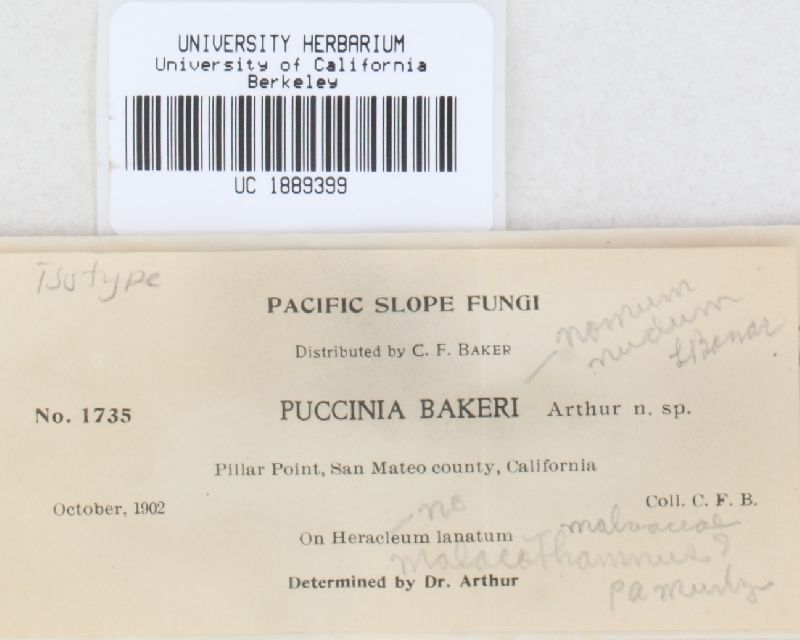 UNIVERSITY HERBARIUM
University of California
Berkeley
UC 1889399
Isotype
PACIFIC SLOPE FUNGI
Distributed by C. F. BAKER
– nomum
nudum
LBonar
No. 1735
PUCCINIA BAKERI Arthur n. sp.
Pillar Point, San Mateo county, California
October, 1902
Coll. C. F. B.
– no
On Heracleum lanatum
malvaceae
Malacothamnus?
Determined by Dr. Arthur